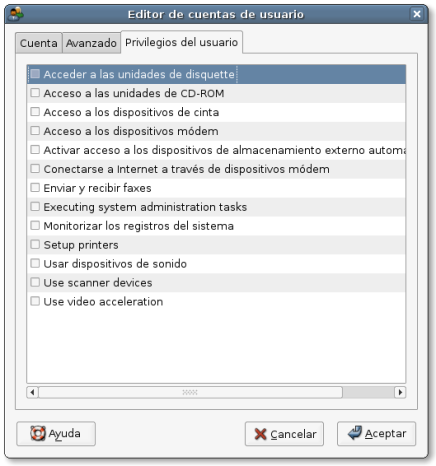 Editor de cuentas de usuario
Cuenta Avanzado Privilegios del usuario
Acceder a las unidades de disquette
Acceso a las unidades de CD-ROM
Acceso a los dispositivos de cinta
Acceso a los dispositivos módem
Activar acceso a los dispositivos de almacenamiento externo automa
Conectarse a Internet a través de dispositivos módem
Enviar y recibir faxes
Executing system administration tasks
Monitorizar los registros del sistema
Setup printers
Usar dispositivos de sonido
Use scanner devices
Use video acceleration
Ayuda Cancelar Aceptar